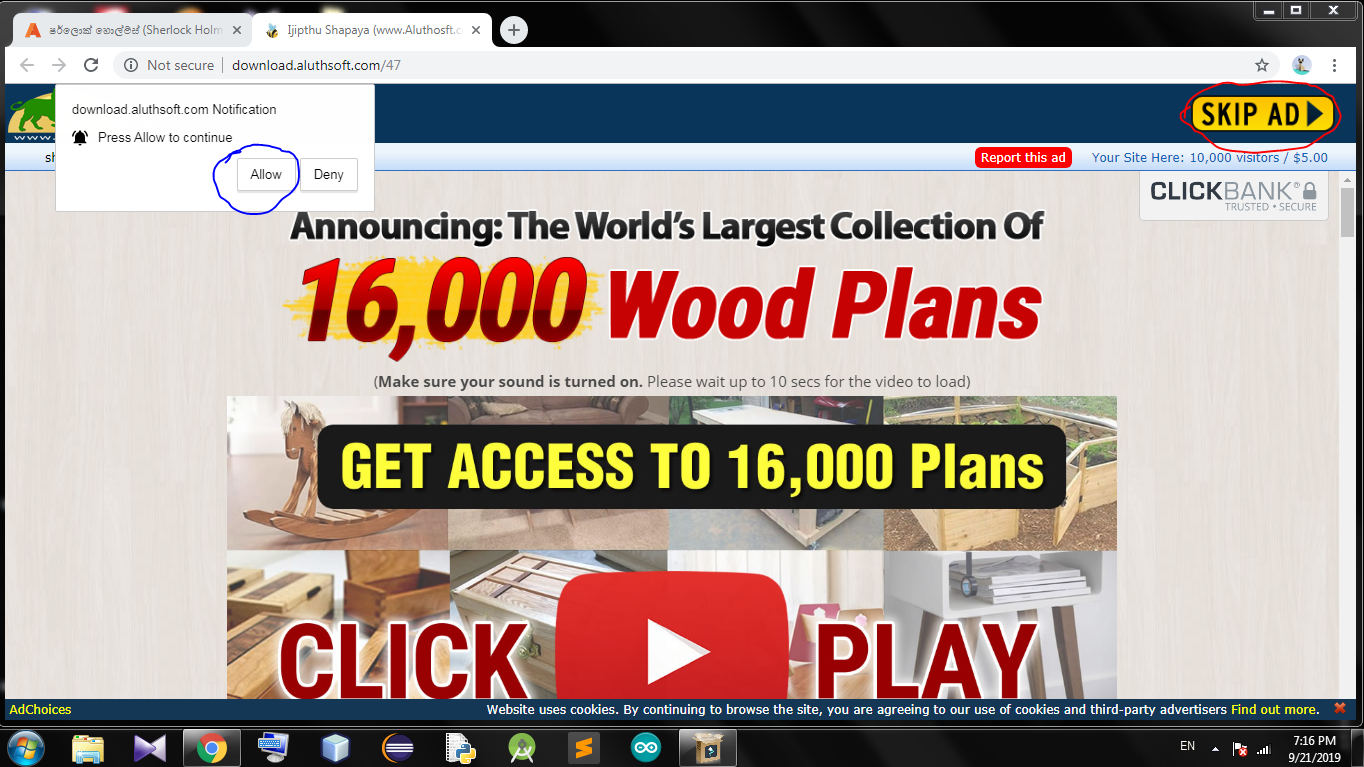 ෂර්ලොක් හොල්මිස් (Sherlock Holm
Ijipthu Shapaya (www.Aluthosft.c
Not secure | download.aluthsoft.com/47
download.aluthsoft.com Notification
Press Allow to continue
Allow
Deny
SKIP AD
www.
sh
Report this ad
Your Site Here: 10,000 visitors / $5.00
CLICKBANK®
TRUSTED • SECURE
Announcing: The World's Largest Collection Of
16,000 Wood Plans
(Make sure your sound is turned on. Please wait up to 10 secs for the video to load)
GET ACCESS TO 16,000 Plans
CLICK PLAY
AdChoices
Website uses cookies. By continuing to browse the site, you are agreeing to our use of cookies and third-party advertisers Find out more.
EN
7:16 PM
9/21/2019